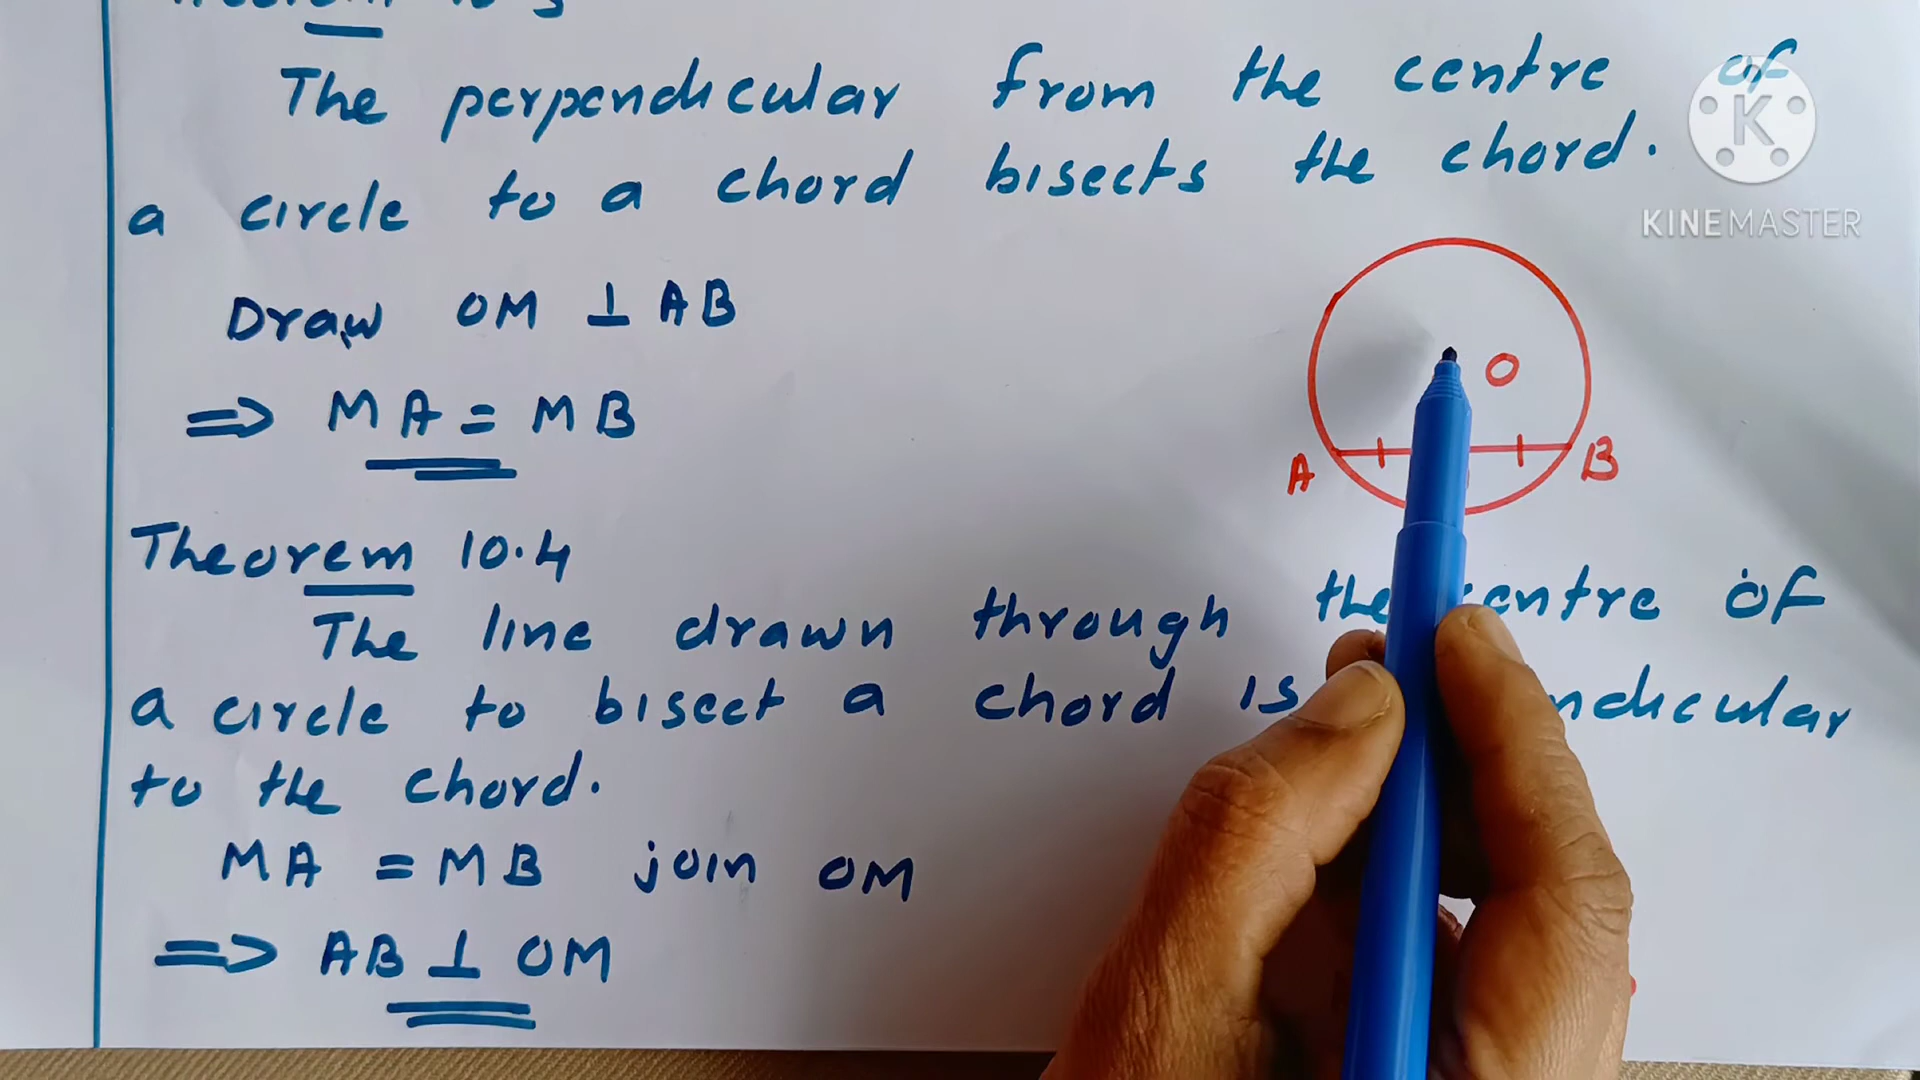 The perpendicular from the centre of
a circle to a chord bisects the chord.
K
KINEMASTER
Draw OM ⊥ AB
⇒ MA = MB
O
A
B
Theorem 10.4
The line drawn through the centre of
a circle to bisect a chord is
to the chord.
MA = MB join OM
⇒ AB ⊥ OM